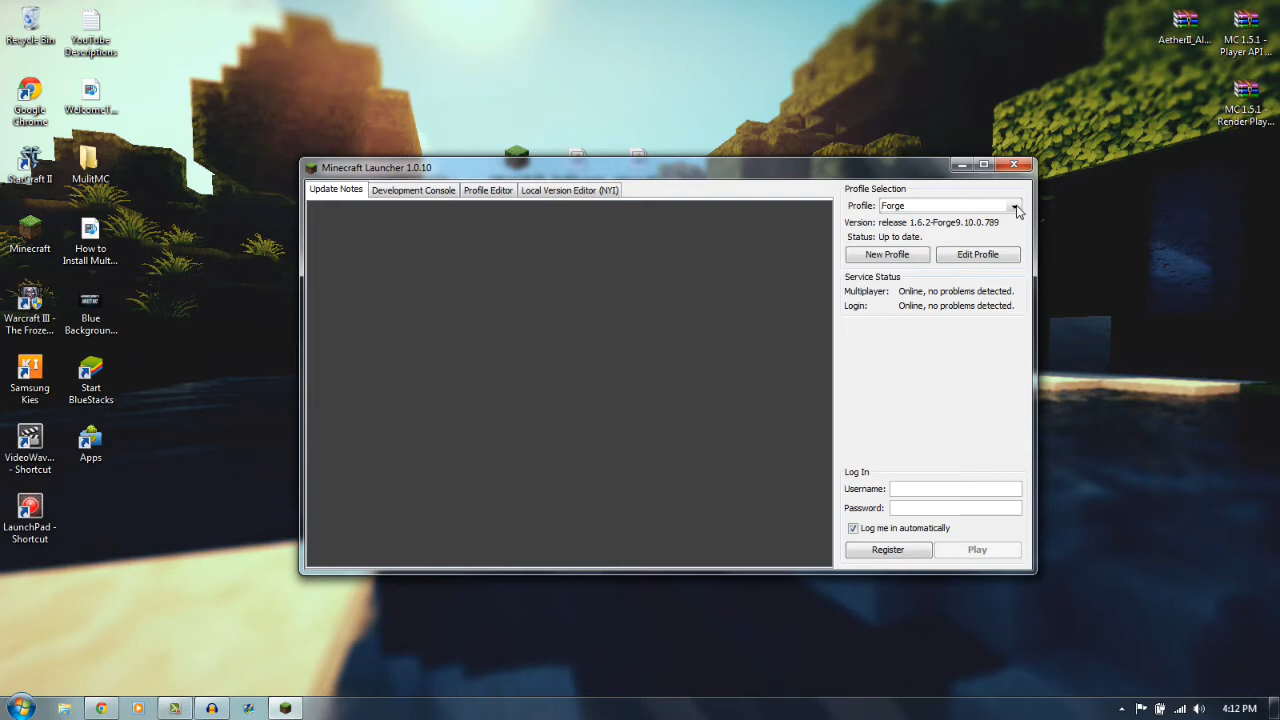 Recycle Bin
YouTube
Descriptions
Google
Chrome
WelcomeT...
Starcraft II
MulitMC
Minecraft
How to
Install Mult...
Warcraft III -
The Froze...
Blue
Backgroun...
Samsung
Kies
Start
BlueStacks
VideoWav...
- Shortcut
Apps
LaunchPad -
Shortcut
AetherII_Al...
MC 1.5.1 -
Player API ...
MC 1.5.1 -
Render Play...
Minecraft Launcher 1.0.10
Update Notes
Development Console
Profile Editor
Local Version Editor (NYI)
Profile Selection
Profile: Forge
Version: release 1.6.2-Forge9.10.0.789
Status: Up to date.
New Profile
Edit Profile
Service Status
Multiplayer: Online, no problems detected.
Login: Online, no problems detected.
Log In
Username:
Password:
Log me in automatically
Register
Play
4:12 PM